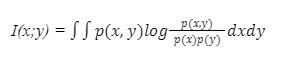 I(x;y) = ∫ ∫ p(x, y)log p(x,y) / p(x)p(y) dxdy